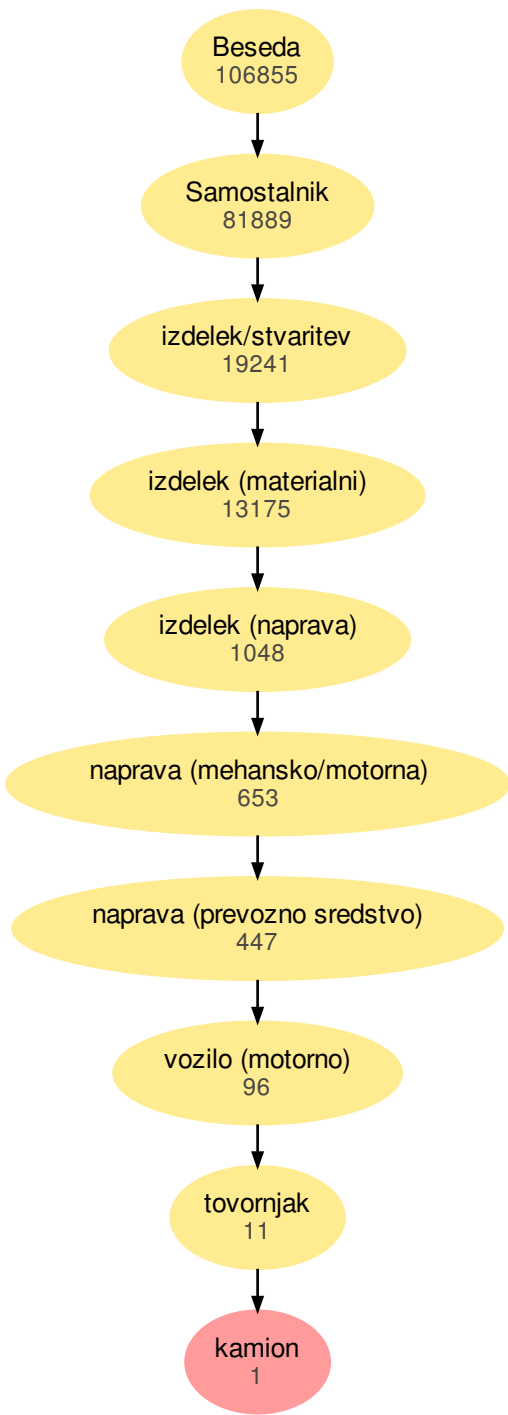 Beseda
106855
Samostalnik
81889
izdelek/stvaritev
19241
izdelek (materialni)
13175
izdelek (naprava)
1048
naprava (mehansko/motorna)
653
naprava (prevozno sredstvo)
447
vozilo (motorno)
96
tovornjak
11
kamion
1